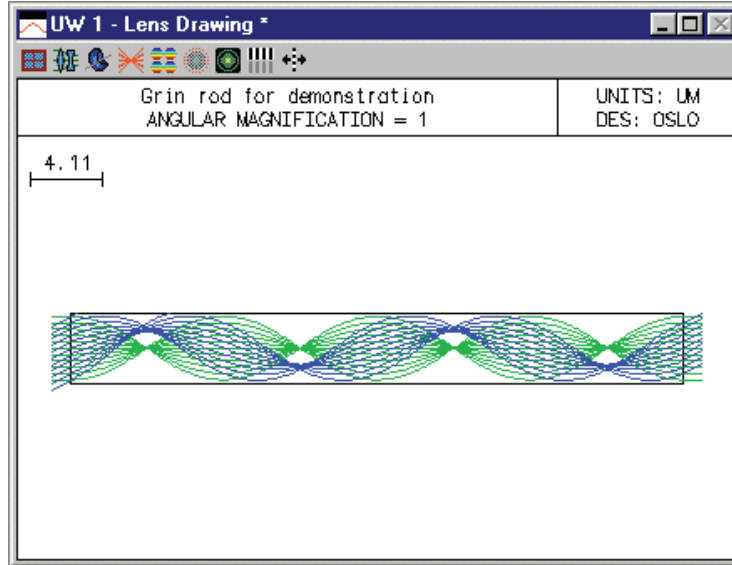 UW 1 - Lens Drawing *
Grin rod for demonstration
ANGULAR MAGNIFICATION = 1
UNITS: UM
DES: OSLO
4.11